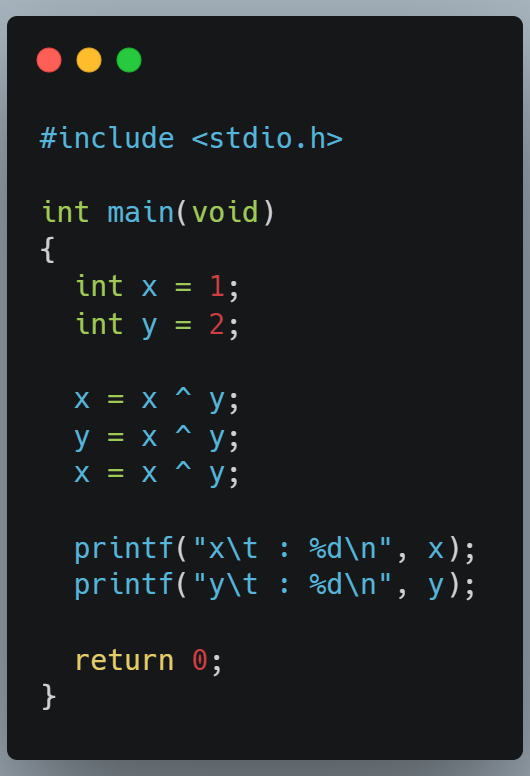 #include <stdio.h>
int main(void)
{
int x = 1;
int y = 2;
x = x ^ y;
y = x ^ y;
x = x ^ y;
printf("x\t : %d\n", x);
printf("y\t : %d\n", y);
return 0;
}